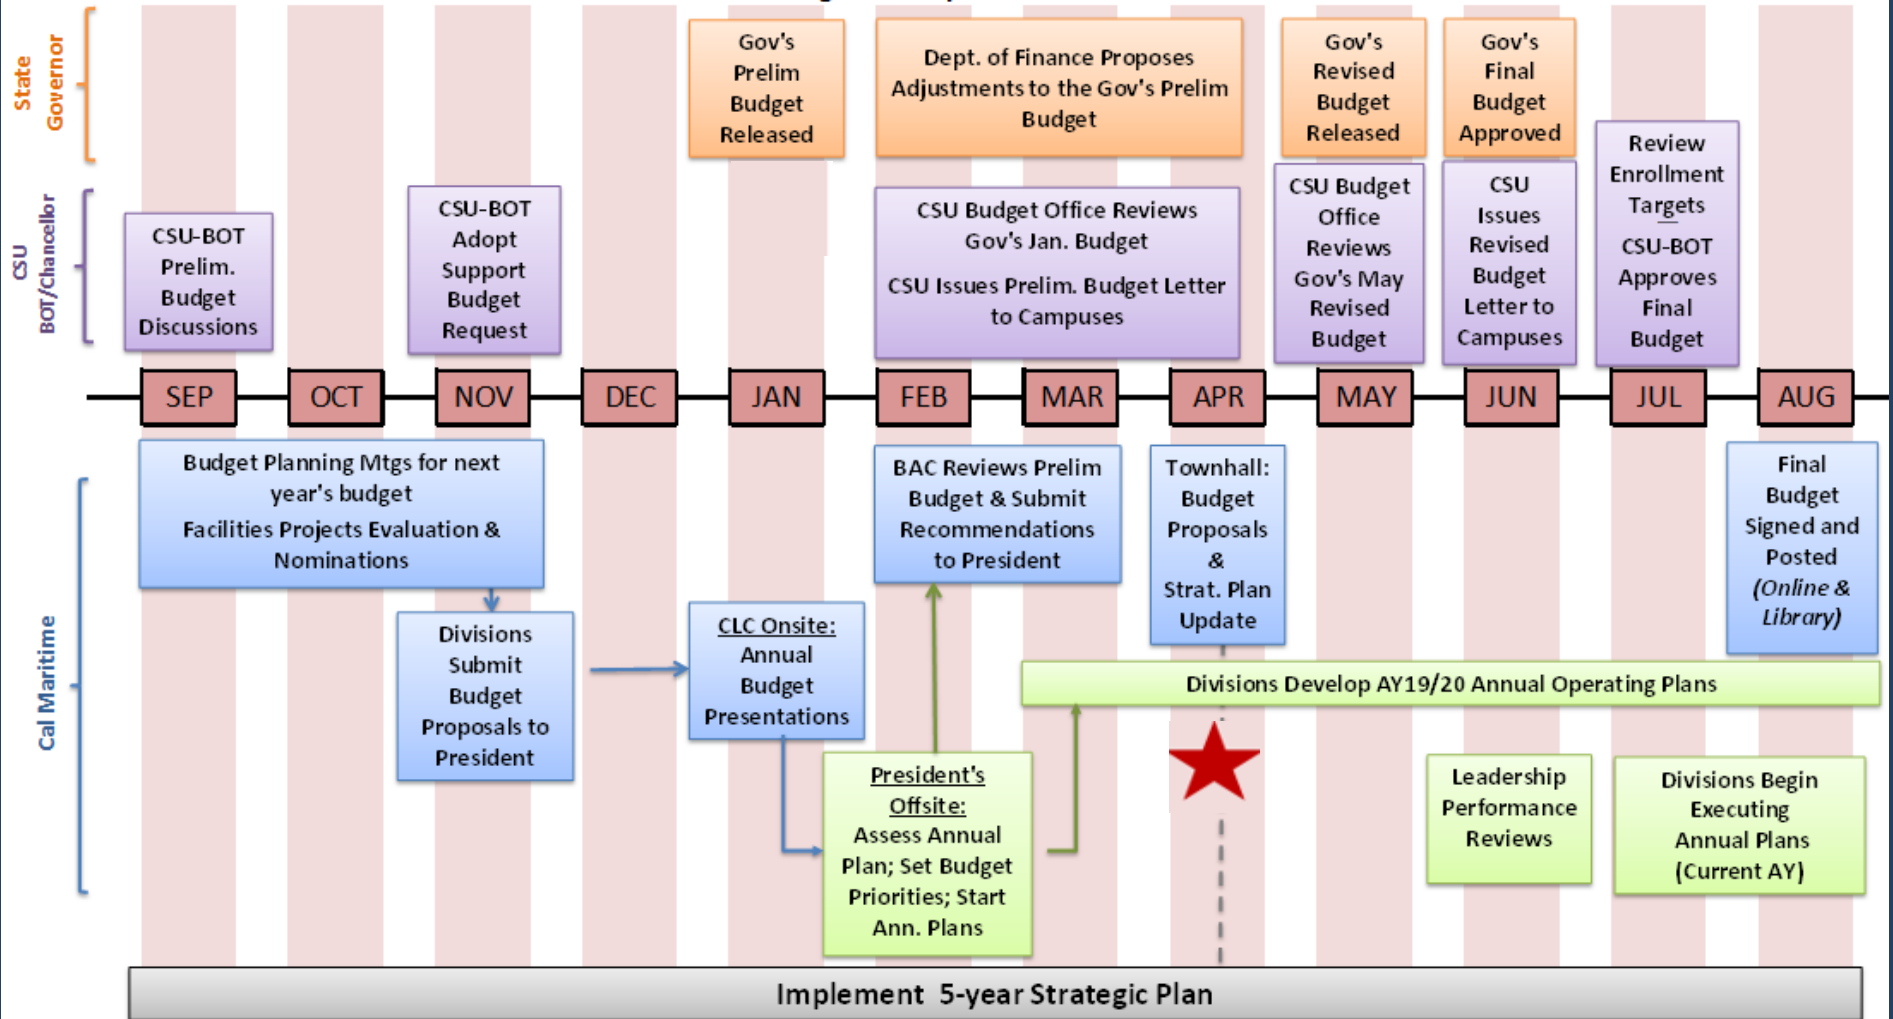 State
Governor
Gov's
Prelim
Budget
Released
Dept. of Finance Proposes
Adjustments to the Gov's Prelim
Budget
Gov's
Revised
Budget
Released
Gov's
Final
Budget
Approved
CSU
BOT/Chancellor
CSU-BOT
Prelim.
Budget
Discussions
CSU-BOT
Adopt
Support
Budget
Request
CSU Budget Office Reviews
Gov's Jan. Budget
CSU Issues Prelim. Budget Letter
to Campuses
CSU Budget
Office
Reviews
Gov's May
Revised
Budget
CSU
Issues
Revised
Budget
Letter to
Campuses
Review
Enrollment
Targets
CSU-BOT
Approves
Final
Budget
SEP
OCT
NOV
DEC
JAN
FEB
MAR
APR
MAY
JUN
JUL
AUG
Cal Maritime
Budget Planning Mtgs for next
year's budget
Facilities Projects Evaluation &
Nominations
Divisions
Submit
Budget
Proposals to
President
CLC Onsite:
Annual
Budget
Presentations
BAC Reviews Prelim
Budget & Submit
Recommendations
to President
Townhall:
Budget
Proposals
&
Strat. Plan
Update
Final
Budget
Signed and
Posted
(Online &
Library)
Divisions Develop AY19/20 Annual Operating Plans
President's
Offsite:
Assess Annual
Plan; Set Budget
Priorities; Start
Ann. Plans
Leadership
Performance
Reviews
Divisions Begin
Executing
Annual Plans
(Current AY)
Implement 5-year Strategic Plan